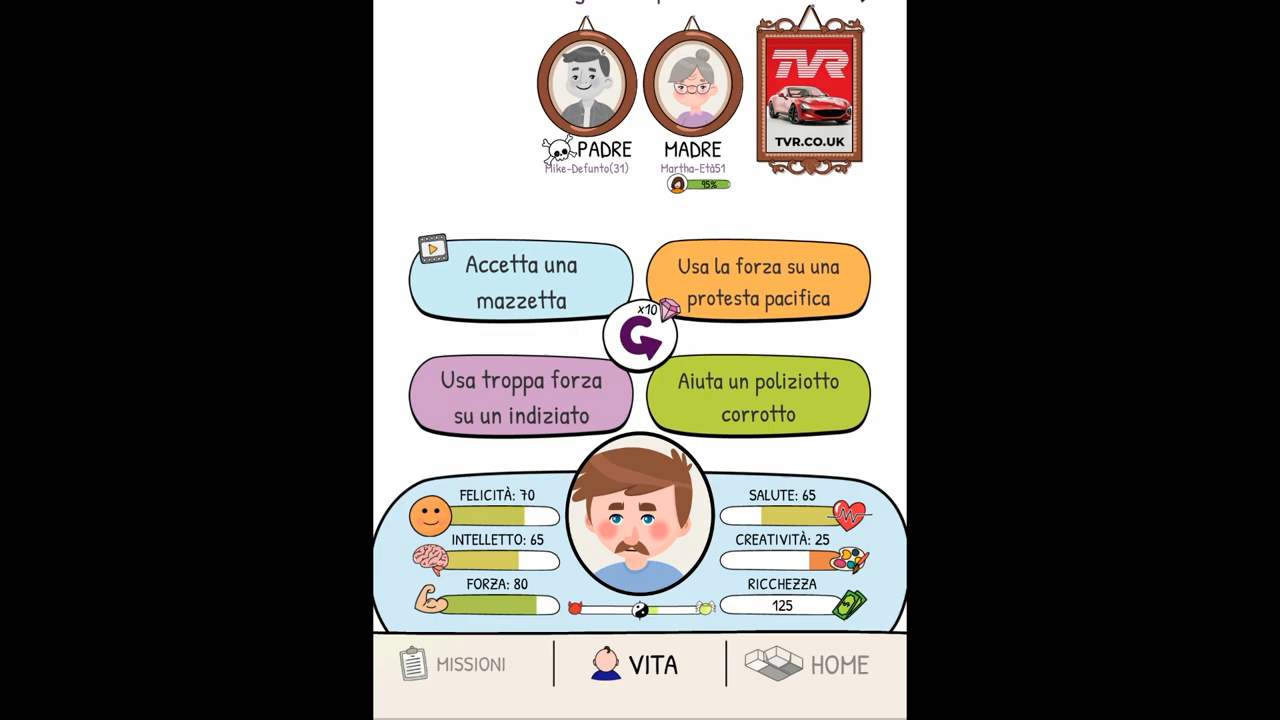 TVR
TVR.CO.UK
PADRE
MADRE
Mike-Defunto(31)
Martha-Età51
95%
Accetta una
mazzetta
Usa la forza su una
protesta pacifica
x10
Usa troppa forza
su un indiziato
Aiuta un poliziotto
corrotto
FELICITÀ: 70
SALUTE: 65
INTELLETTO: 65
CREATIVITÀ: 25
FORZA: 80
RICCHEZZA
125
MISSIONI
VITA
HOME